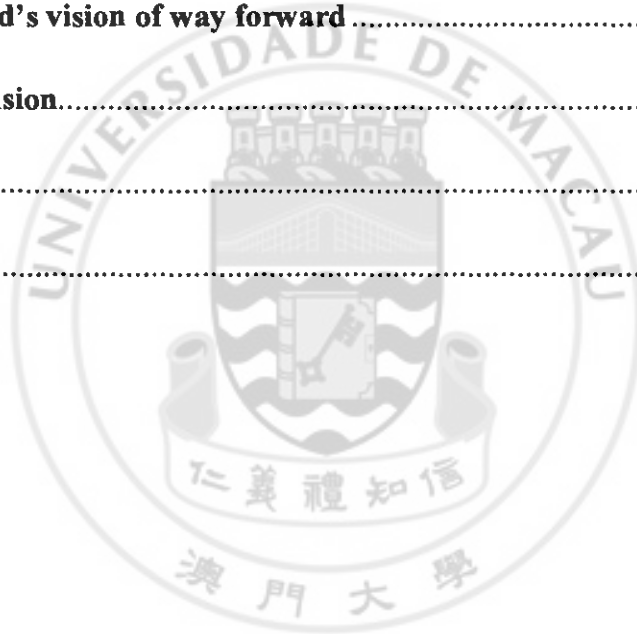 d's vision of way forward
sion
UNIVERSIDADE DE MACAU
仁義禮知信
澳門大學